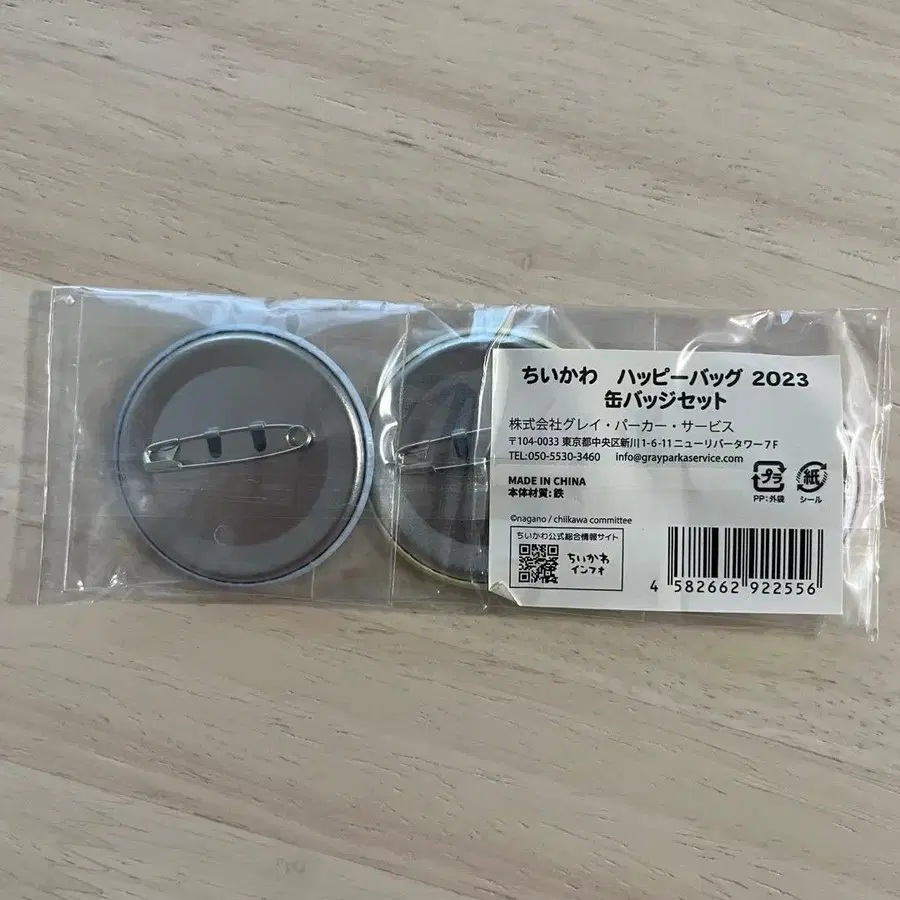 ちいかわ　ハッピーバッグ 2023
缶バッジセット
株式会社グレイ・パーカー・サービス
〒104-0033 東京都中央区新川1-6-11ニューリバータワー7F
TEL:050-5530-3460　info@grayparkaservice.com
プラ
PP:外袋
紙
シール
MADE IN CHINA
本体材質:鉄
©nagano / chiikawa committee
ちいかわ公式総合情報サイト
ちいかわ
インフォ
4 582662 922556